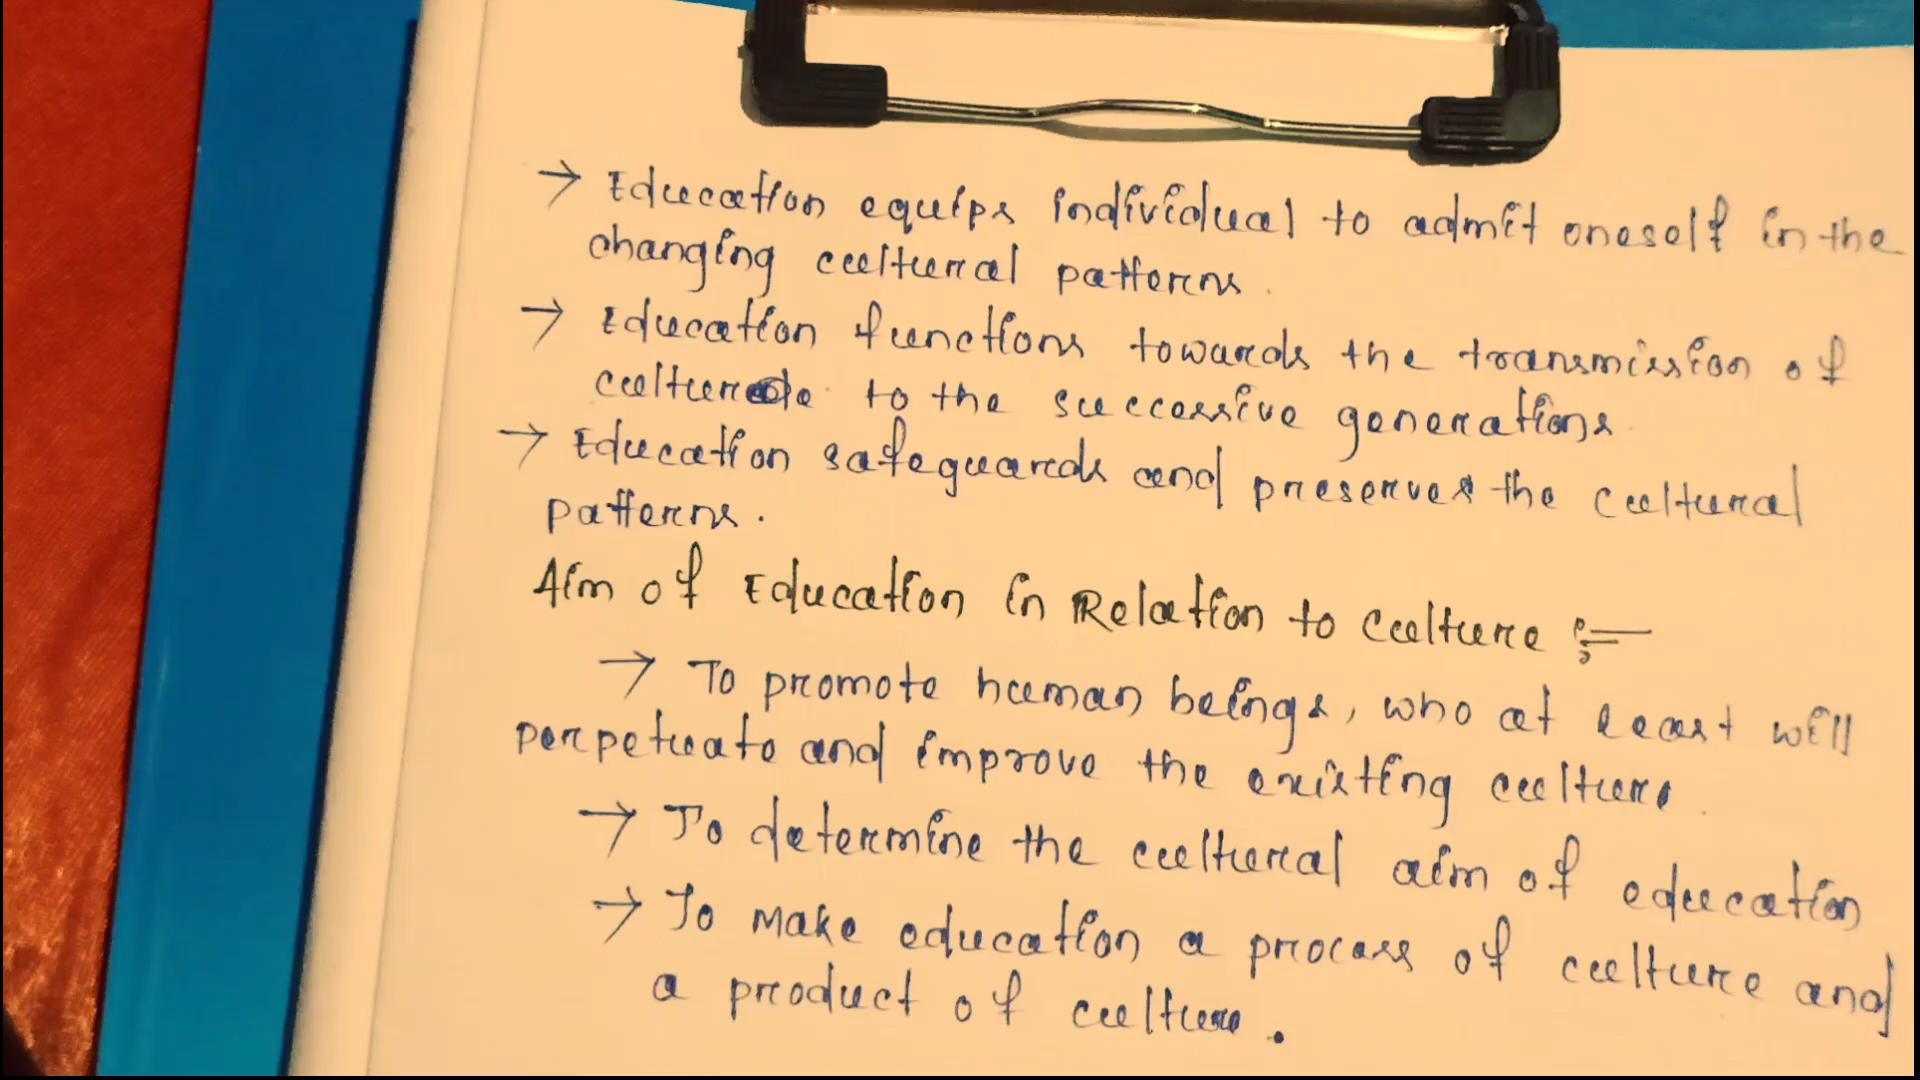 → Education equips individual to admit oneself in the
changing cultural patterns.
→ Education functions towards the transmission of
culture to the successive generations.
→ Education safeguards and preserves the cultural
patterns.
Aim of Education in Relation to culture :-
→ To promote human beings, who at least will
perpetuate and improve the existing culture.
→ To determine the cultural aim of education
→ To make education a process of culture and
a product of culture.